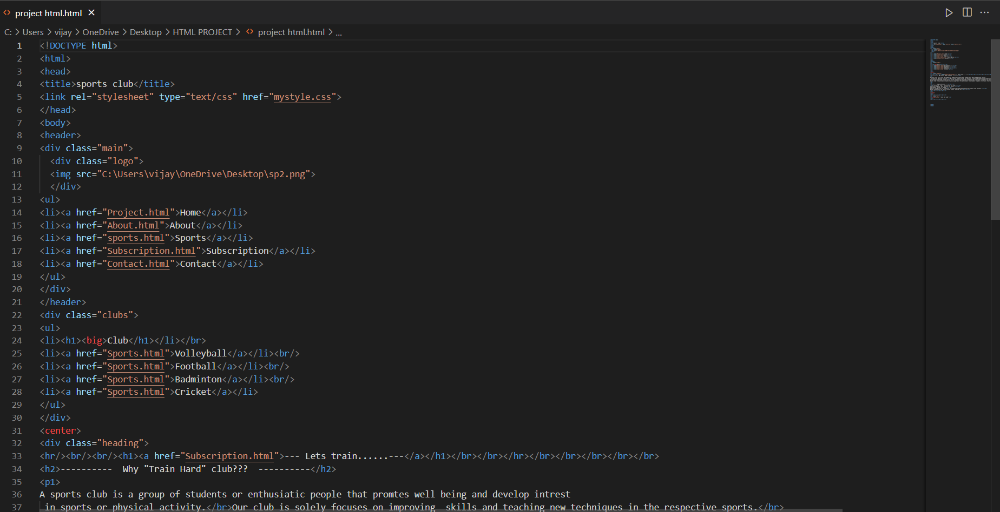 project html.html
C: > Users > vijay > OneDrive > Desktop > HTML PROJECT > project html.html > ...
1 <!DOCTYPE html>
2 <html>
3 <head>
4 <title>sports club</title>
5 <link rel="stylesheet" type="text/css" href="mystyle.css">
6 </head>
7 <body>
8 <header>
9 <div class="main">
10 <div class="logo">
11 <img src="C:\Users\vijay\OneDrive\Desktop\sp2.png">
12 </div>
13 <ul>
14 <li><a href="Project.html">Home</a></li>
15 <li><a href="About.html">About</a></li>
16 <li><a href="sports.html">Sports</a></li>
17 <li><a href="Subscription.html">Subscription</a></li>
18 <li><a href="Contact.html">Contact</a></li>
19 </ul>
20 </div>
21 </header>
22 <div class="clubs">
23 <ul>
24 <li><h1><big>Club</h1></li></br>
25 <li><a href="Sports.html">Volleyball</a></li><br/>
26 <li><a href="Sports.html">Football</a></li><br/>
27 <li><a href="Sports.html">Badminton</a></li><br/>
28 <li><a href="Sports.html">Cricket</a></li>
29 </ul>
30 </div>
31 <center>
32 <div class="heading">
33 <hr/><br/><br/><h1><a href="Subscription.html">--- Lets train......---</a></h1></br></br></hr></br></br></br></br></br>
34 <h2>----------  Why "Train Hard" club???  ----------</h2>
35 <p1>
36 A sports club is a group of students or enthusiatic people that promtes well being and develop intrest
37 in sports or physical activity.</br>Our club is solely focuses on improving  skills and teaching new techniques in the respective sports.</br>